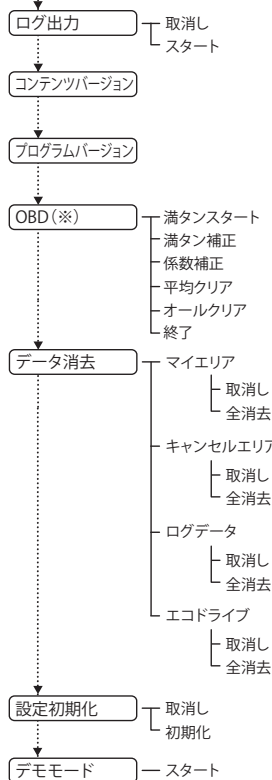 ログ出力
取消し
スタート
コンテンツバージョン
プログラムバージョン
OBD(※)
満タンスタート
満タン補正
係数補正
平均クリア
オールクリア
終了
データ消去
マイエリア
取消し
全消去
キャンセルエリア
取消し
全消去
ログデータ
取消し
全消去
エコドライブ
取消し
全消去
設定初期化
取消し
初期化
デモモード
スタート